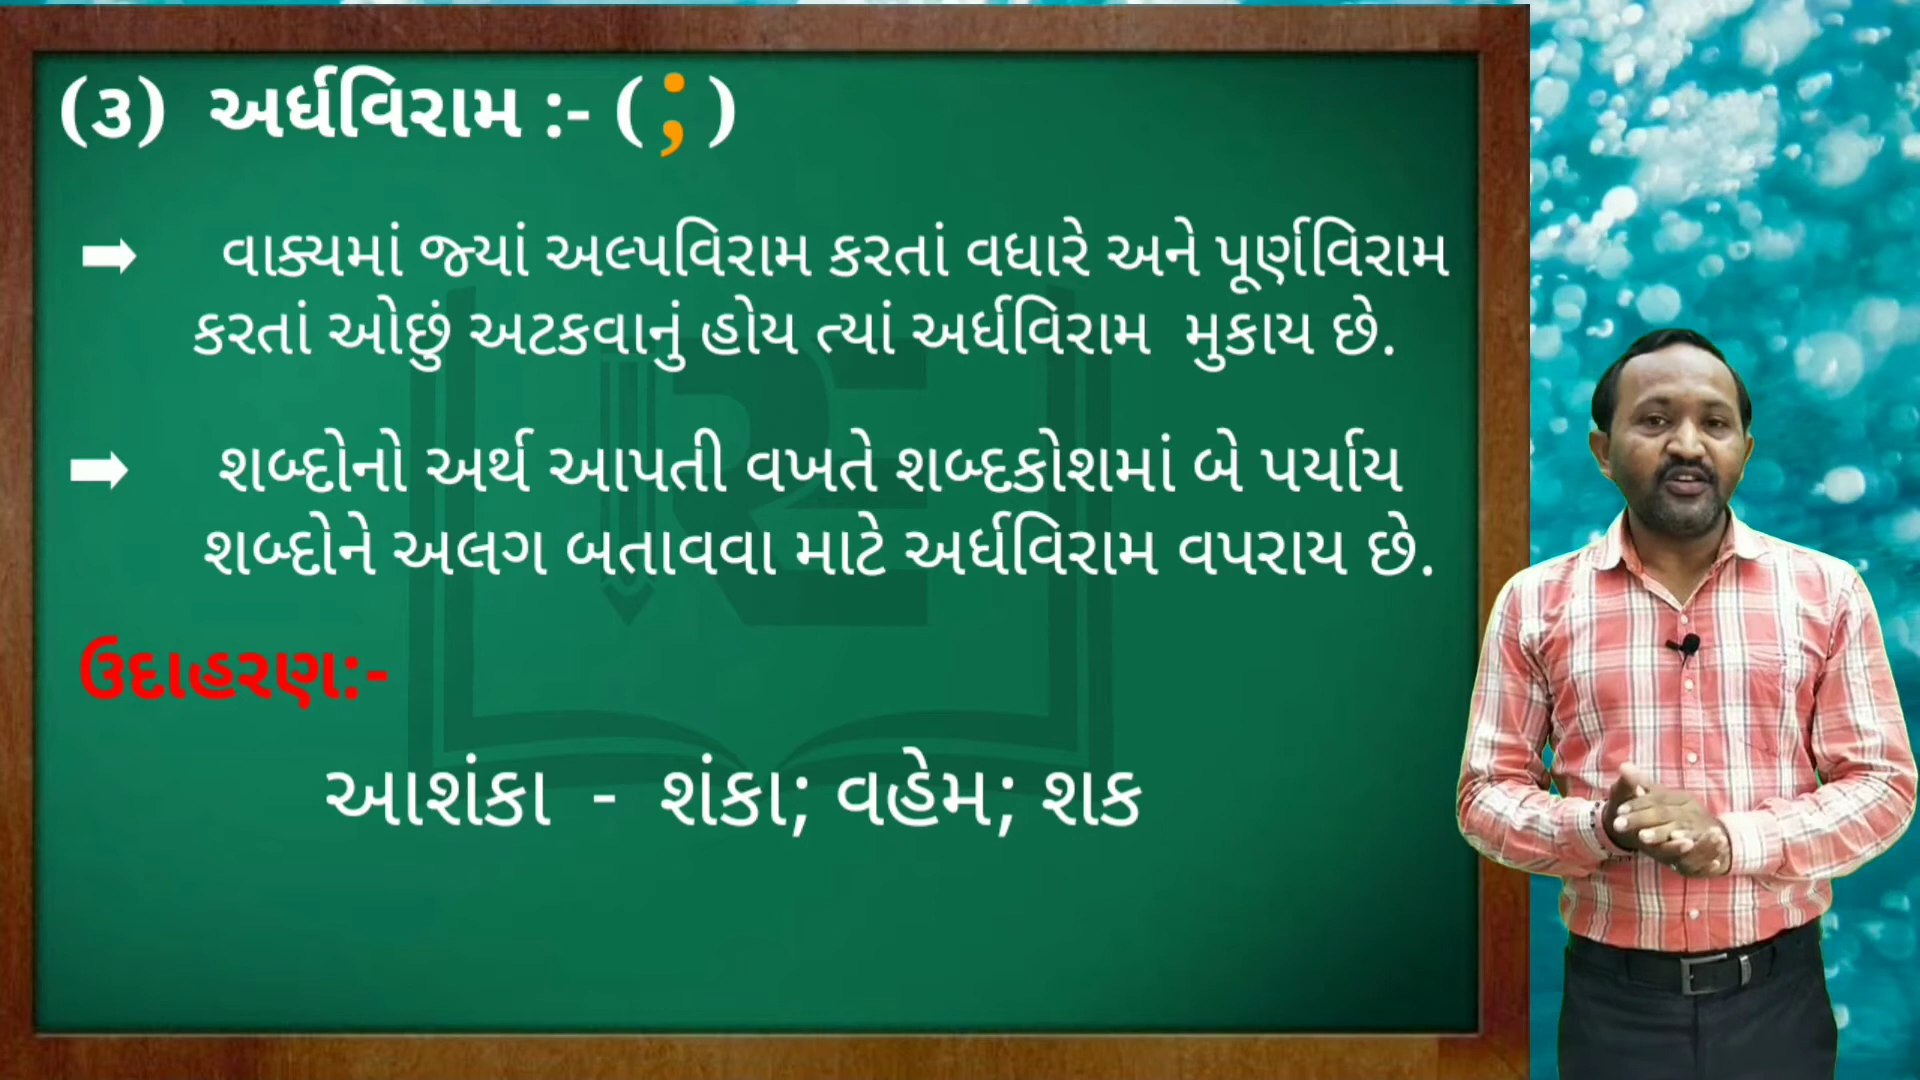 (૩) અર્ધવિરામ :- ( ; )
➡ વાક્યમાં જ્યાં અલ્પવિરામ કરતાં વધારે અને પૂર્ણવિરામ
કરતાં ઓછું અટકવાનું હોય ત્યાં અર્ધવિરામ મુકાય છે.
➡ શબ્દોનો અર્થ આપતી વખતે શબ્દકોશમાં બે પર્યાય
શબ્દોને અલગ બતાવવા માટે અર્ધવિરામ વપરાય છે.
ઉદાહરણ:-
આશંકા - શંકા; વહેમ; શક